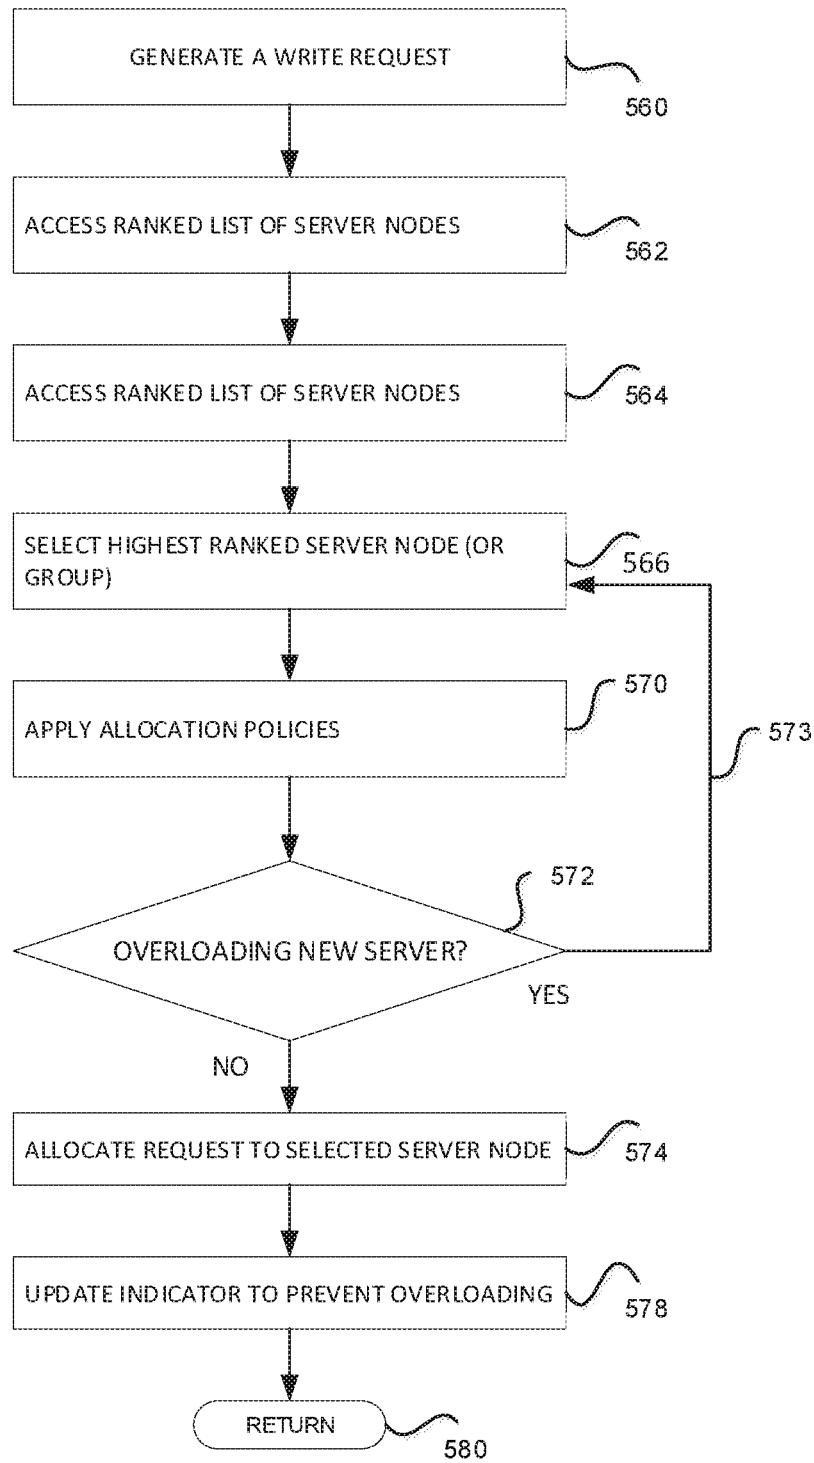 GENERATE A WRITE REQUEST
560
ACCESS RANKED LIST OF SERVER NODES
562
ACCESS RANKED LIST OF SERVER NODES
564
SELECT HIGHEST RANKED SERVER NODE (OR
GROUP)
566
APPLY ALLOCATION POLICIES
570
573
572
OVERLOADING NEW SERVER?
YES
NO
ALLOCATE REQUEST TO SELECTED SERVER NODE
574
UPDATE INDICATOR TO PREVENT OVERLOADING
578
RETURN
580